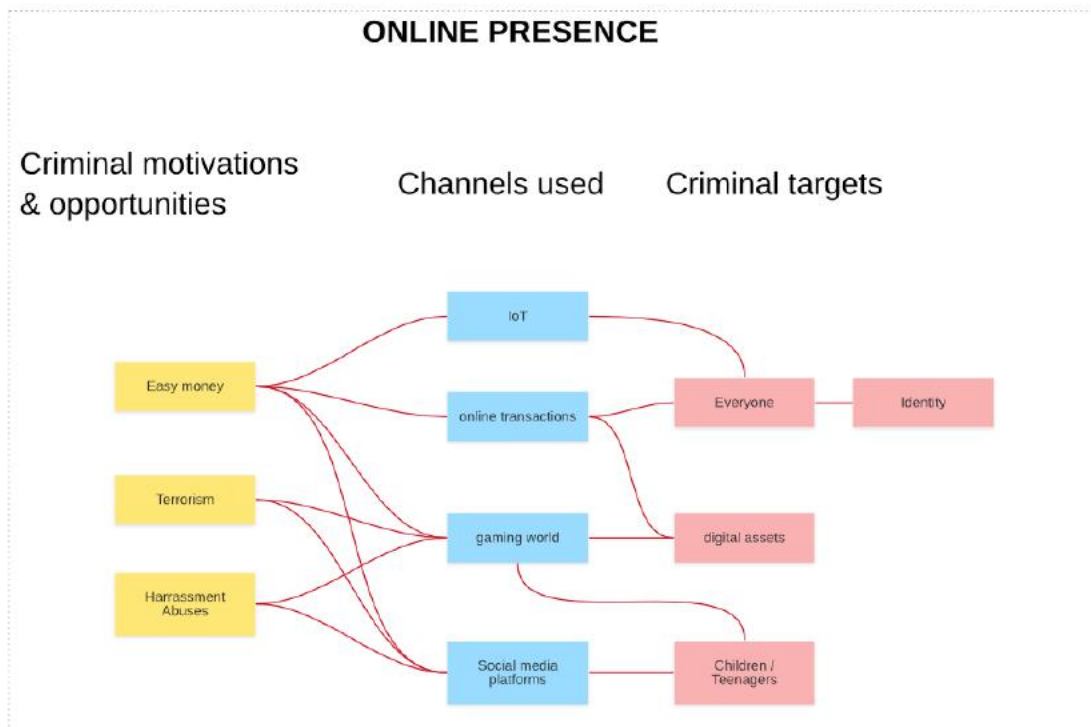 ONLINE PRESENCE
Criminal motivations
& opportunities
Channels used
Criminal targets
IoT
Easy money
online transactions
Everyone
Identity
Terrorism
gaming world
digital assets
Harrassment
Abuses
Social media
platforms
Children /
Teenagers